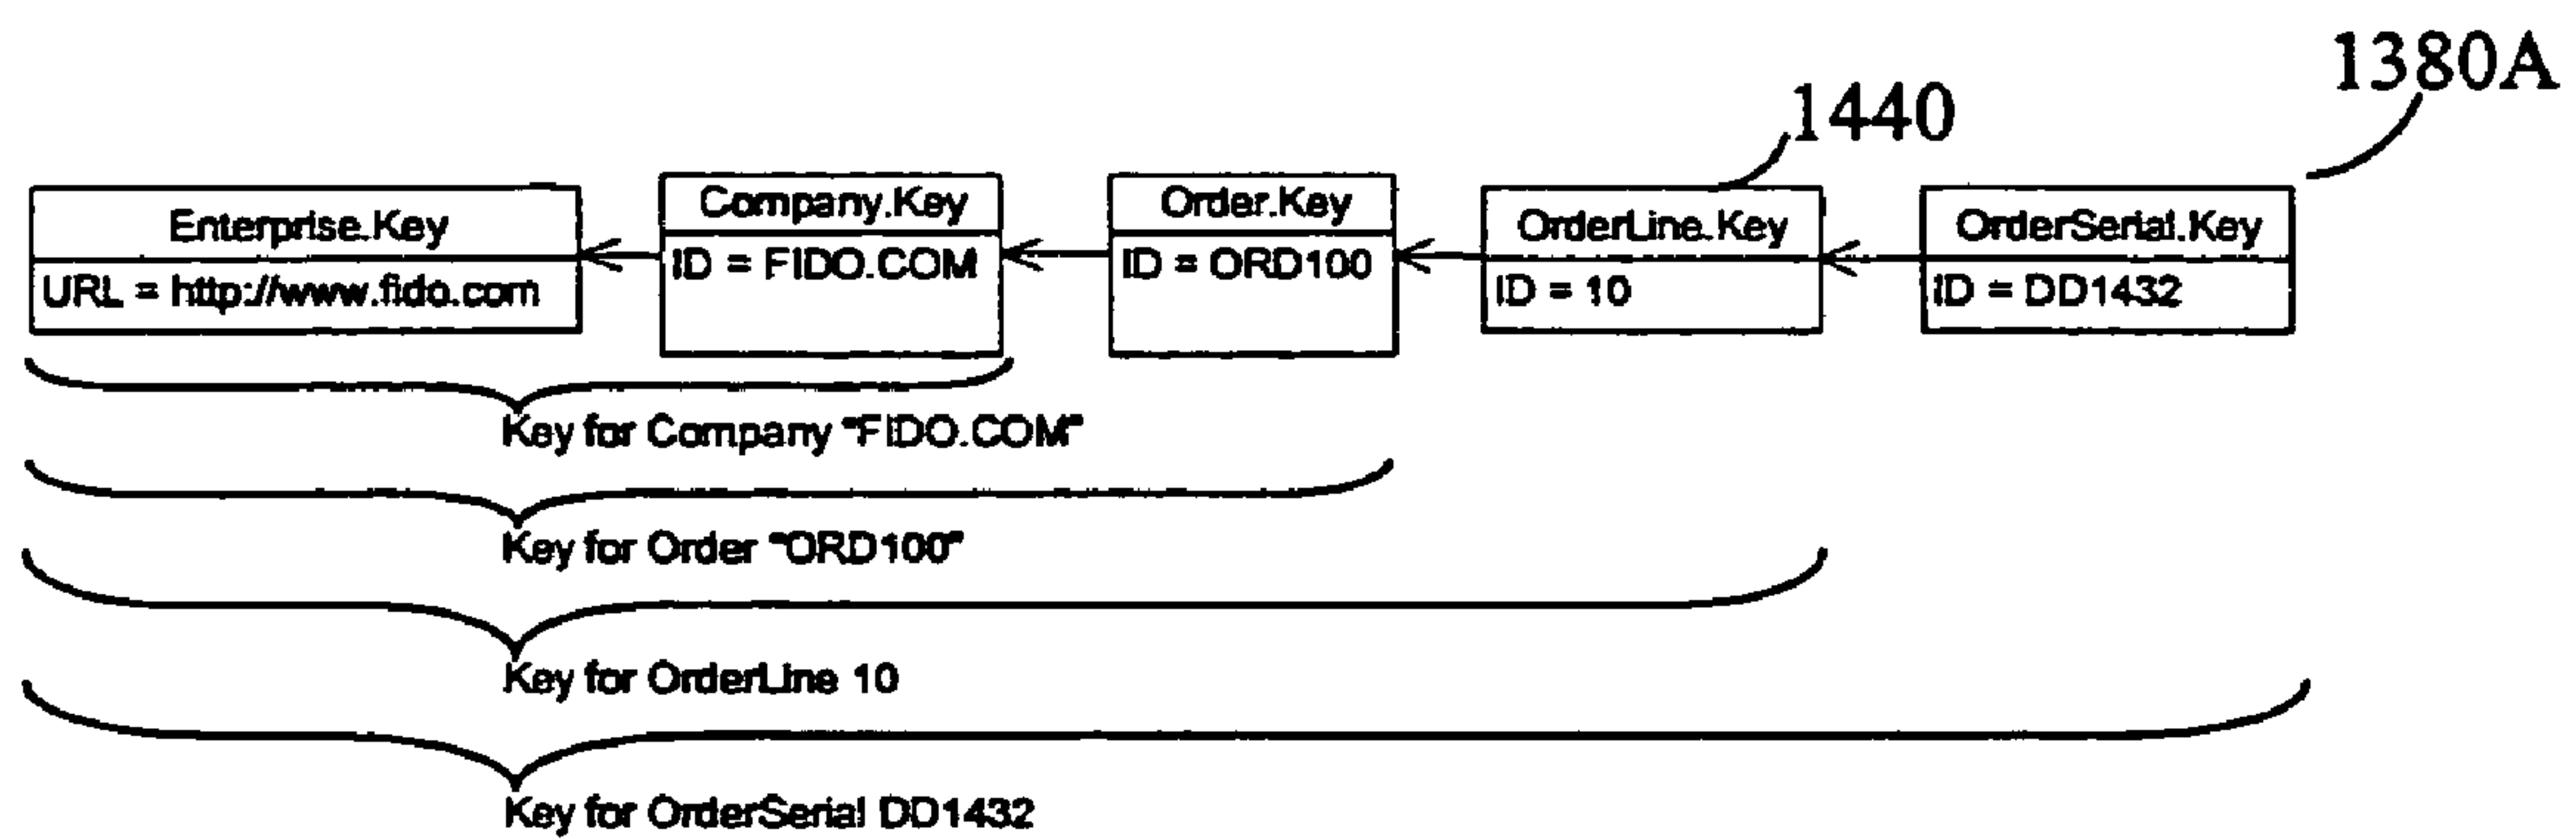 1380A
1440
Enterprise.Key
URL = http://www.fido.com
Company.Key
ID = FIDO.COM
Order.Key
ID = ORD100
OrderLine.Key
ID = 10
OrderSerial.Key
ID = DD1432
Key for Company "FIDO.COM"
Key for Order "ORD100"
Key for OrderLine 10
Key for OrderSerial DD1432